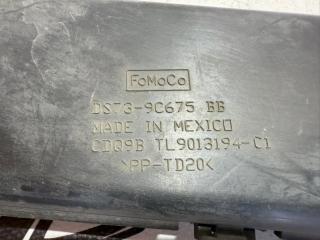 FoMoCo
DS73-9C675 BB
MADE IN MEXICO
CDQ9B TL9013194-C1
>PP-TD20<